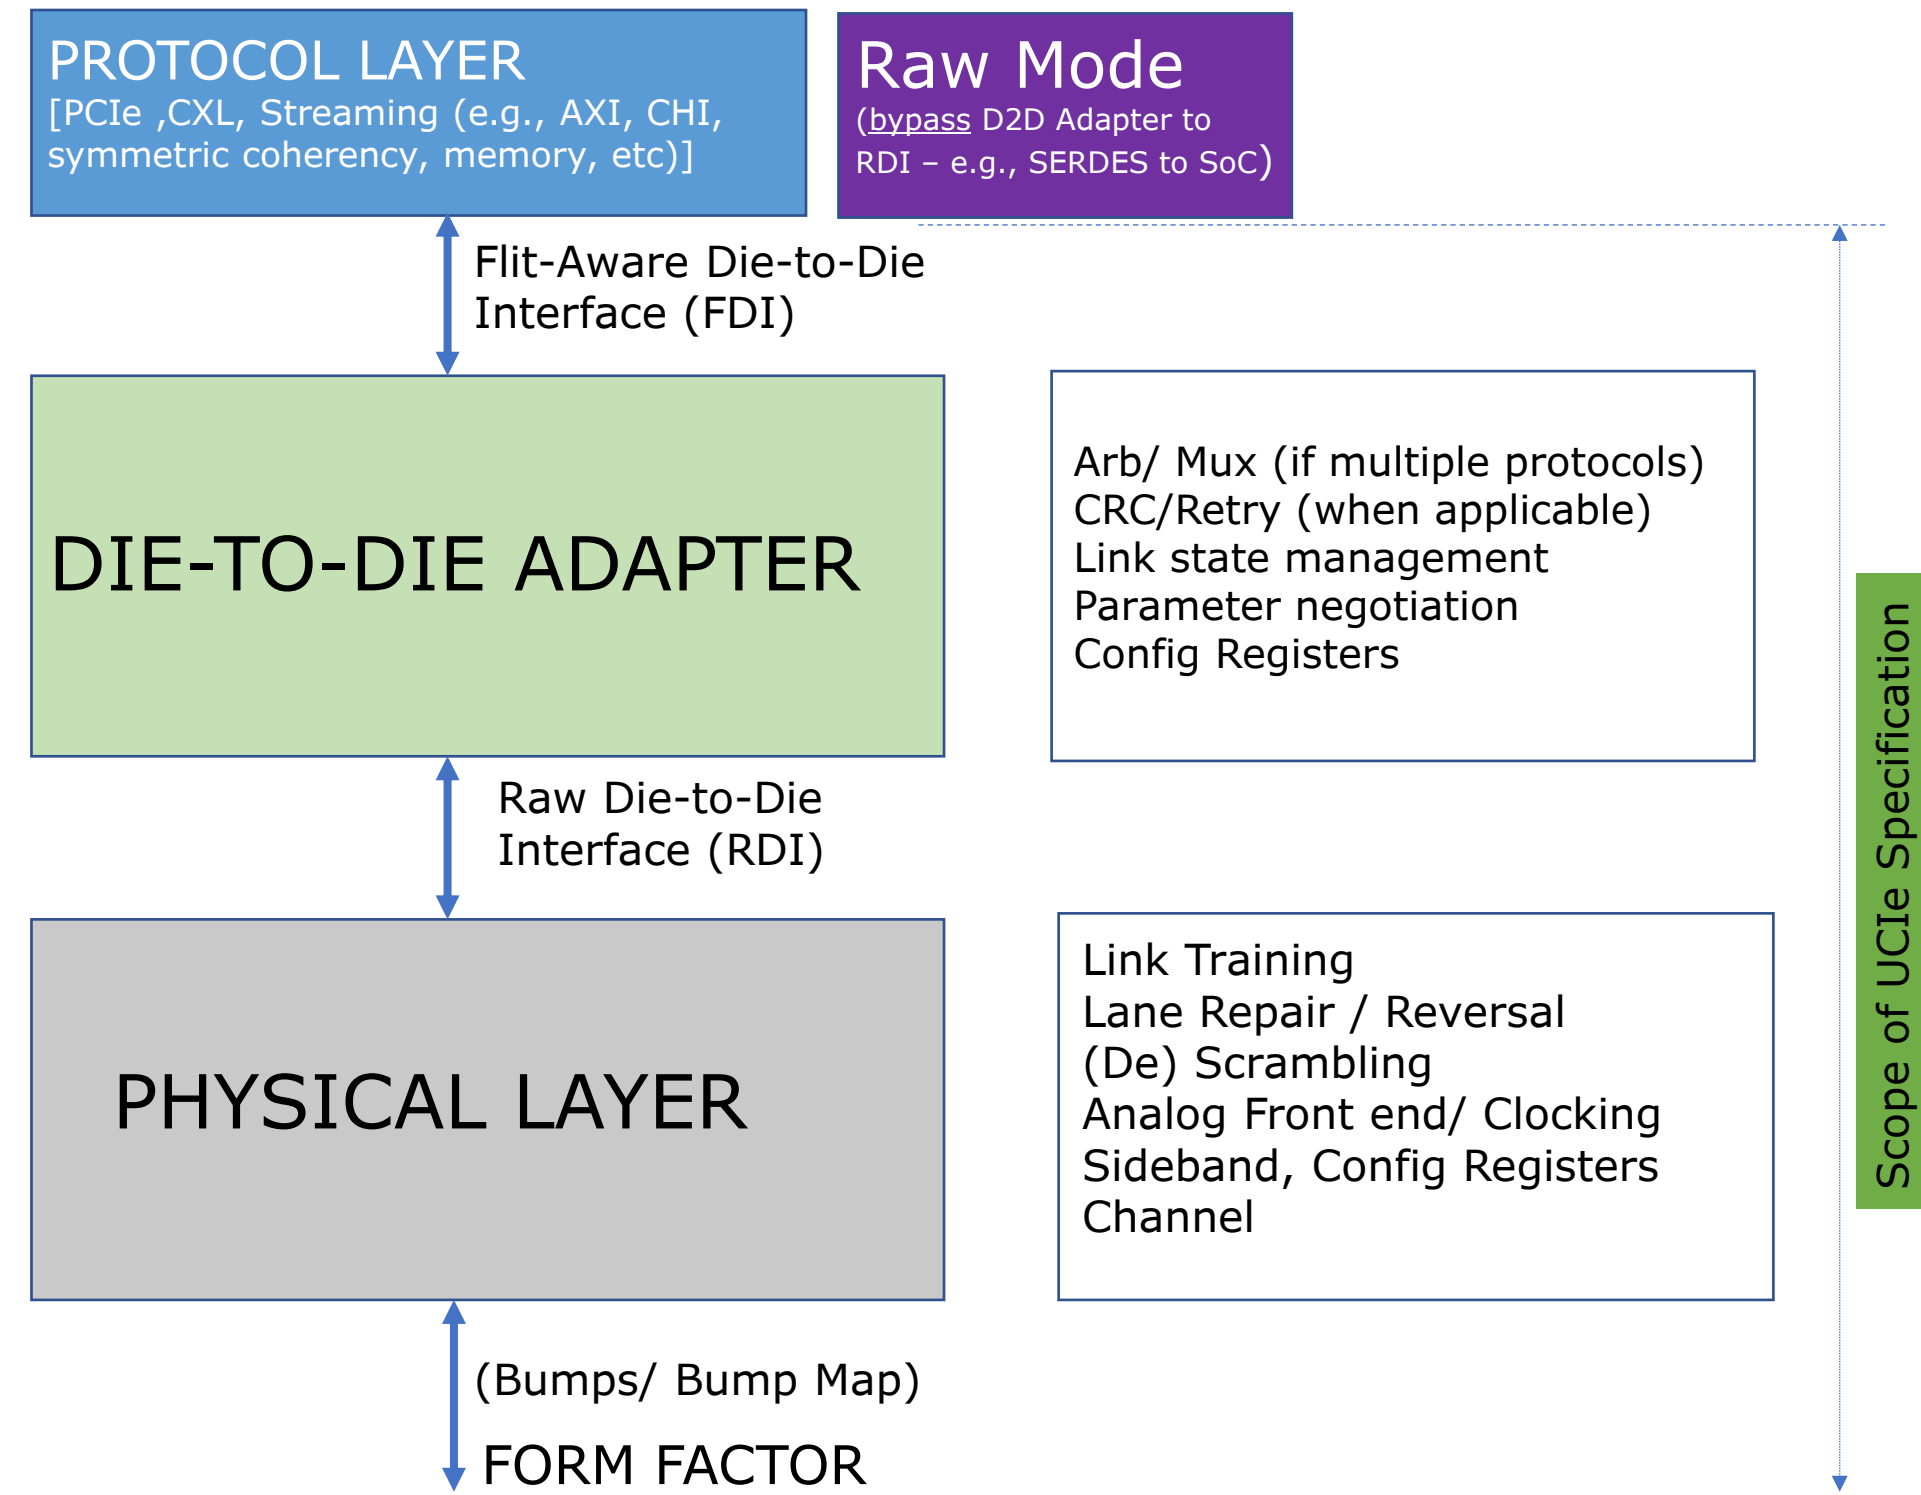 PROTOCOL LAYER
[PCIe ,CXL, Streaming (e.g., AXI, CHI,
symmetric coherency, memory, etc)]
Raw Mode
(bypass D2D Adapter to
RDI – e.g., SERDES to SoC)
Flit-Aware Die-to-Die
Interface (FDI)
DIE-TO-DIE ADAPTER
Arb/ Mux (if multiple protocols)
CRC/Retry (when applicable)
Link state management
Parameter negotiation
Config Registers
Raw Die-to-Die
Interface (RDI)
PHYSICAL LAYER
Link Training
Lane Repair / Reversal
(De) Scrambling
Analog Front end/ Clocking
Sideband, Config Registers
Channel
(Bumps/ Bump Map)
FORM FACTOR
Scope of UCIe Specification